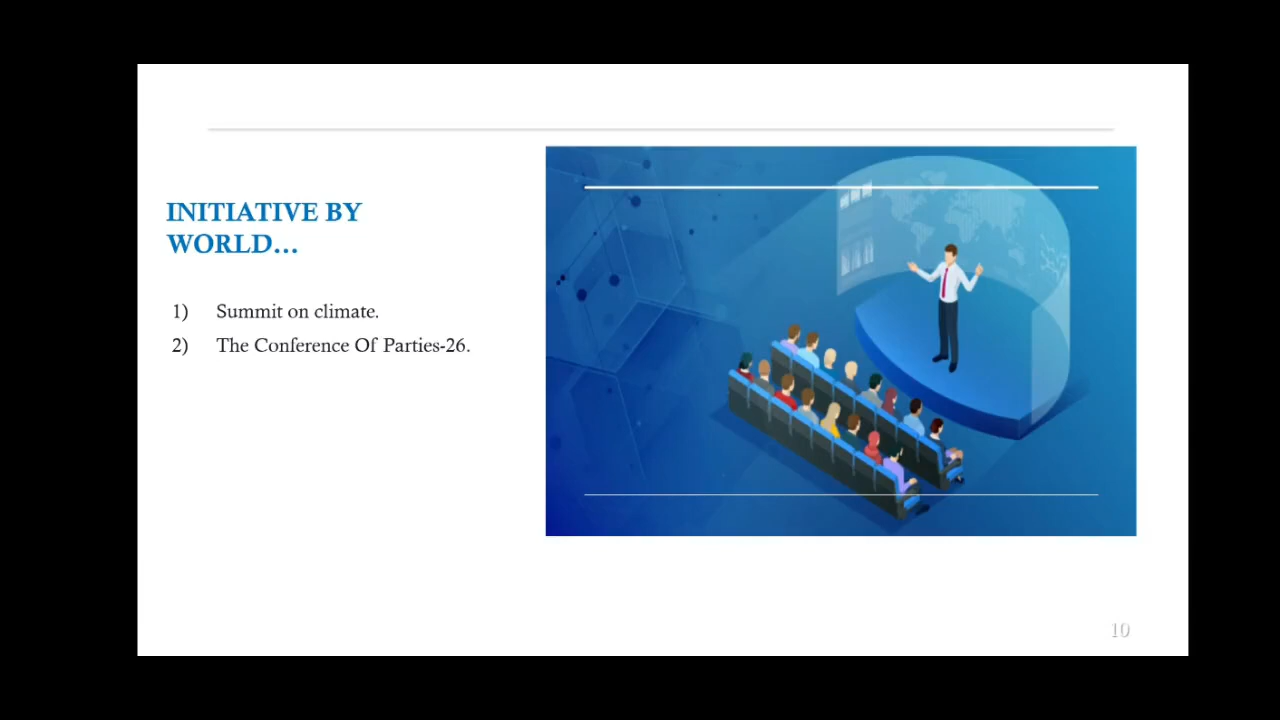 INITIATIVE BY
WORLD...
1) Summit on climate.
2) The Conference Of Parties-26.
10